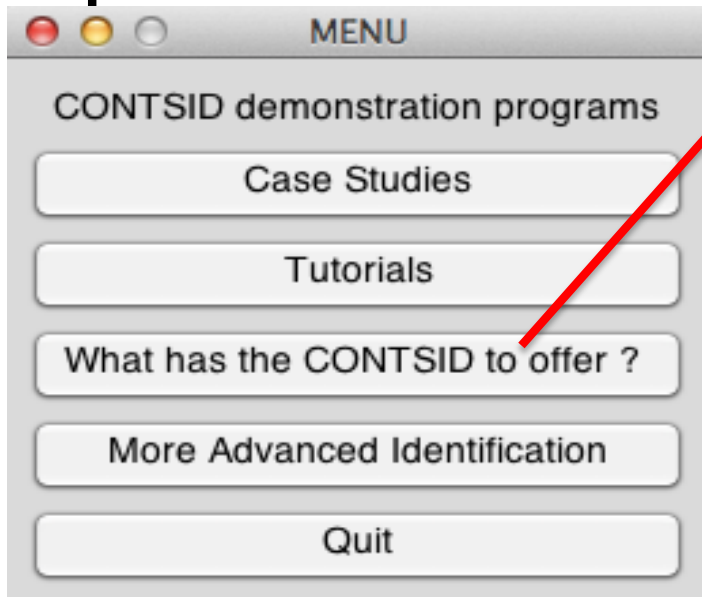 MENU
CONTSID demonstration programs
Case Studies
Tutorials
What has the CONTSID to offer ?
More Advanced Identification
Quit